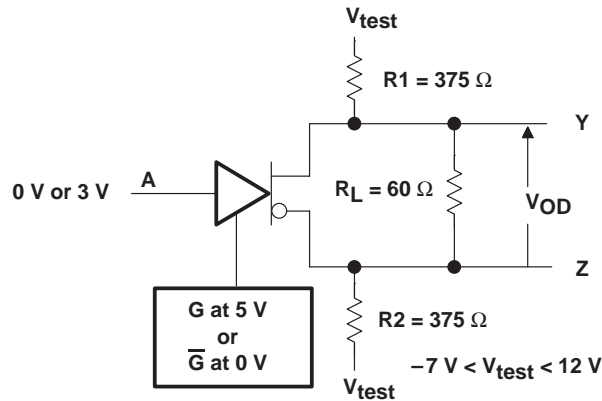 Vtest
R1 = 375 Ω
Y
0 V or 3 V
A
RL = 60 Ω
VOD
Z
G at 5 V
or
G̅ at 0 V
R2 = 375 Ω
−7 V < Vtest < 12 V
Vtest